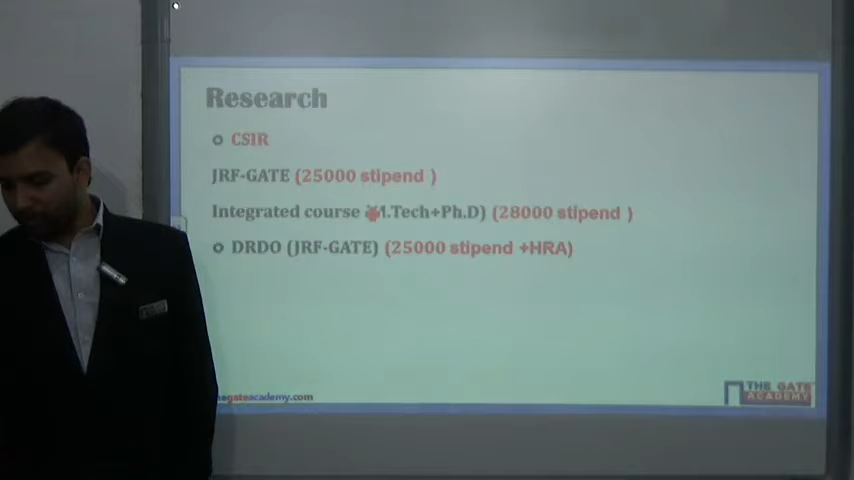 Research
CSIR
JRF-GATE (25000 stipend )
Integrated course M.Tech+Ph.D) (28000 stipend )
DRDO (JRF-GATE) (25000 stipend +HRA)
hegateacademy.com
THE GATE
ACADEMY